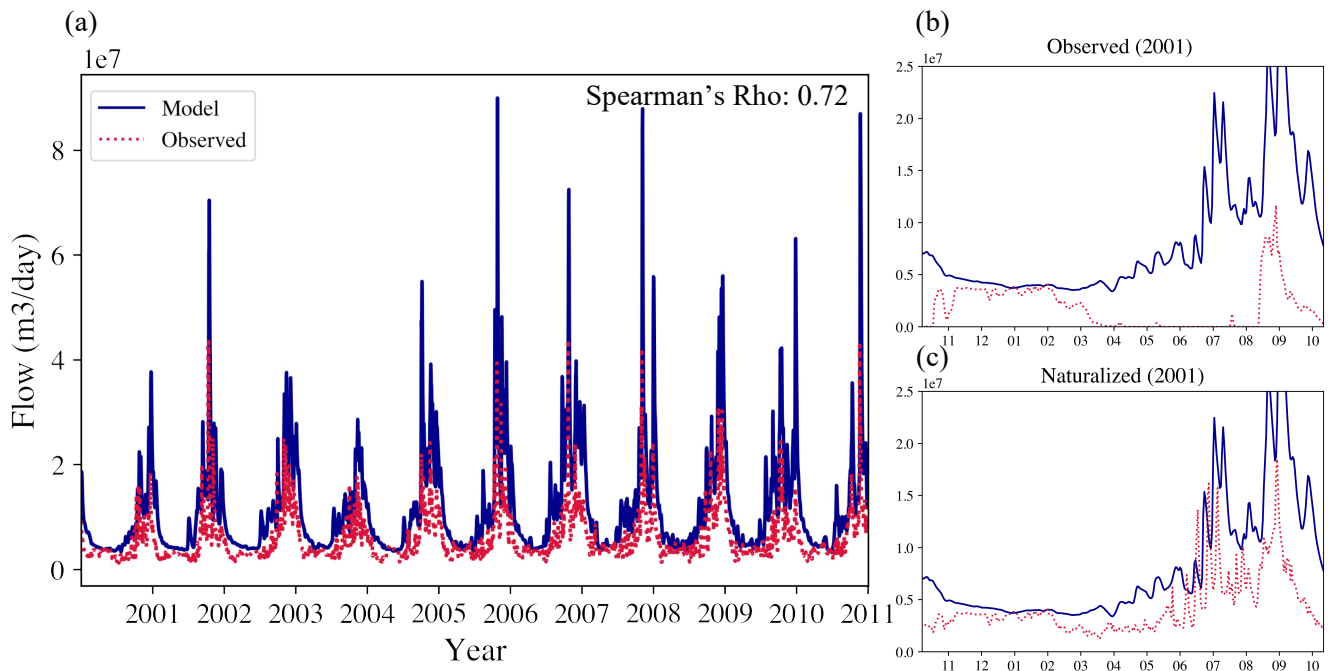 (a)
1e7
Spearman's Rho: 0.72
Model
Observed
8
6
4
2
0
Flow (m3/day)
2001 2002 2003 2004 2005 2006 2007 2008 2009 2010 2011
Year
(b)
Observed (2001)
1e7
2.5
2.0
1.5
1.0
0.5
0.0
11 12 01 02 03 04 05 06 07 08 09 10
(c)
Naturalized (2001)
1e7
2.5
2.0
1.5
1.0
0.5
0.0
11 12 01 02 03 04 05 06 07 08 09 10